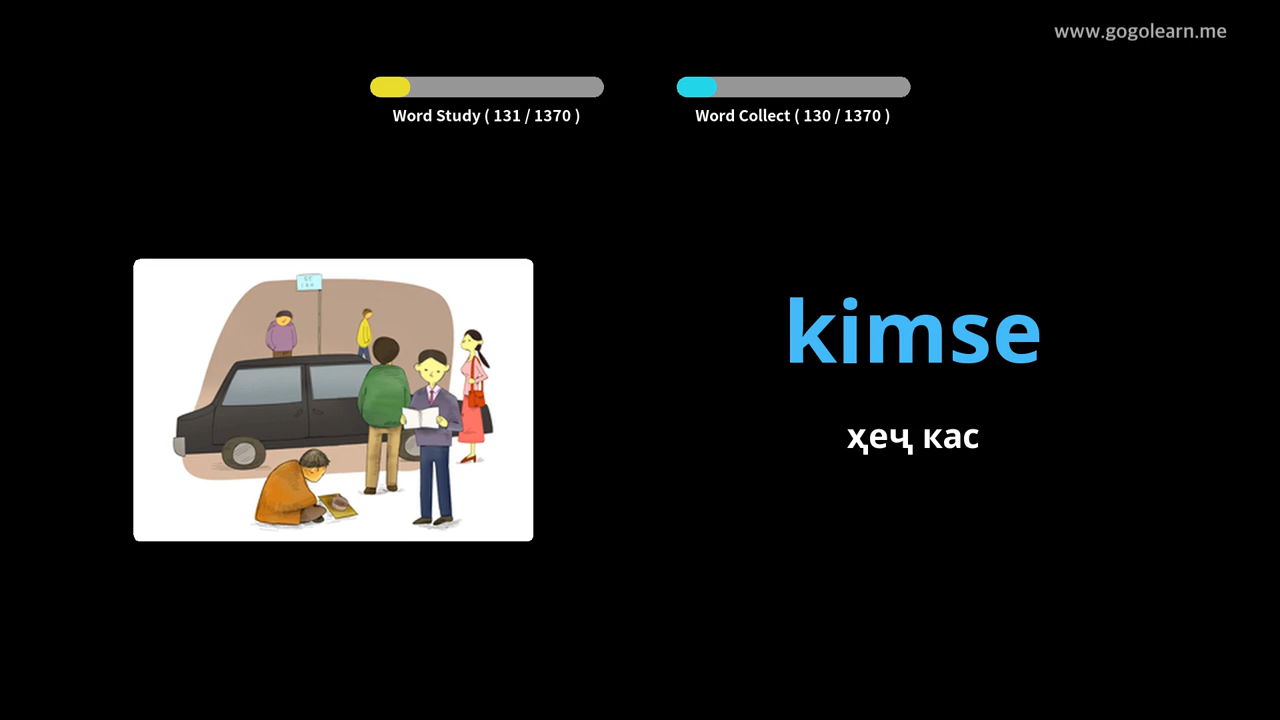 www.gogolearn.me
Word Study ( 131 / 1370 )
Word Collect ( 130 / 1370 )
kimse
ҳеҷ кас